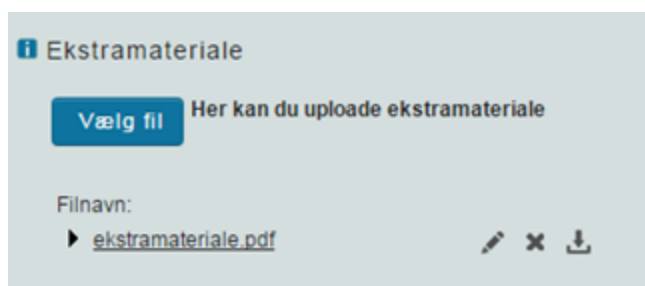 Ekstramateriale
Vælg fil
Her kan du uploade ekstramateriale
Filnavn:
ekstramateriale.pdf